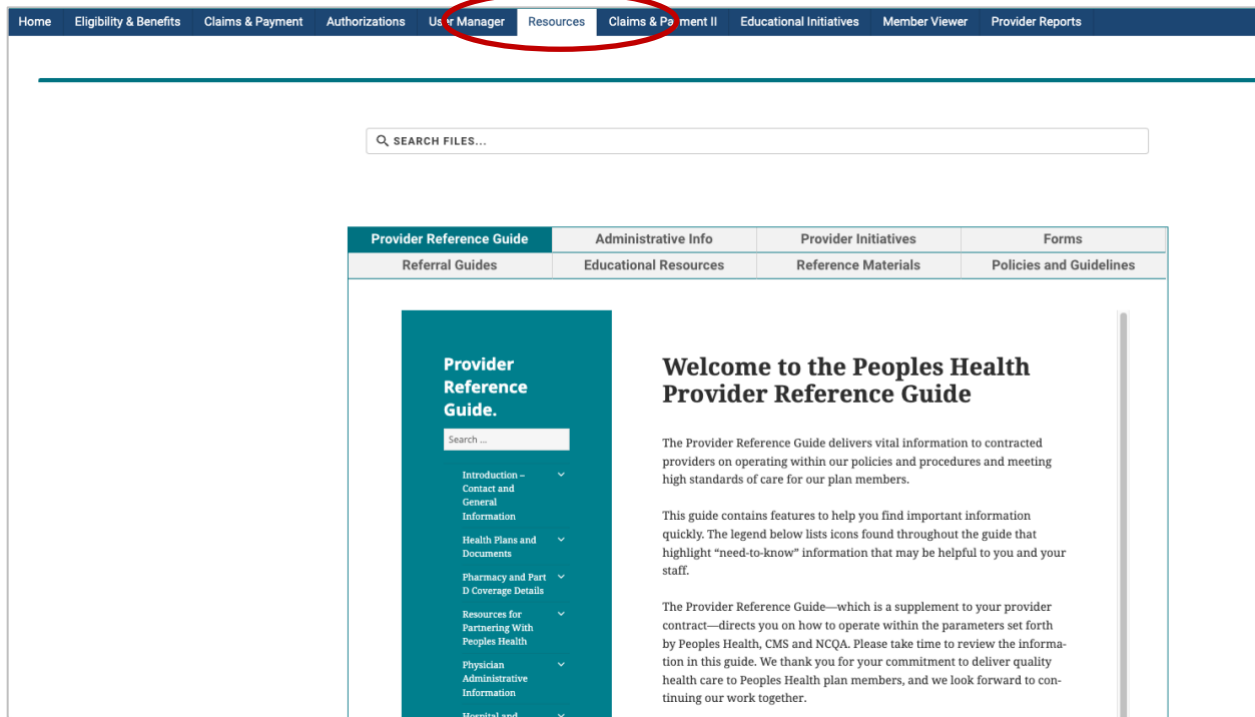 Home Eligibility & Benefits Claims & Payment Authorizations User Manager Resources Claims & Payment II Educational Initiatives Member Viewer Provider Reports
SEARCH FILES...
Provider Reference Guide Administrative Info Provider Initiatives Forms
Referral Guides Educational Resources Reference Materials Policies and Guidelines
Provider
Reference
Guide.
Search ...
Introduction –
Contact and
General
Information
Health Plans and
Documents
Pharmacy and Part
D Coverage Details
Resources for
Partnering With
Peoples Health
Physician
Administrative
Information
Hospital and
Welcome to the Peoples Health
Provider Reference Guide
The Provider Reference Guide delivers vital information to contracted
providers on operating within our policies and procedures and meeting
high standards of care for our plan members.
This guide contains features to help you find important information
quickly. The legend below lists icons found throughout the guide that
highlight “need-to-know” information that may be helpful to you and your
staff.
The Provider Reference Guide—which is a supplement to your provider
contract—directs you on how to operate within the parameters set forth
by Peoples Health, CMS and NCQA. Please take time to review the informa-
tion in this guide. We thank you for your commitment to deliver quality
health care to Peoples Health plan members, and we look forward to con-
tinuing our work together.